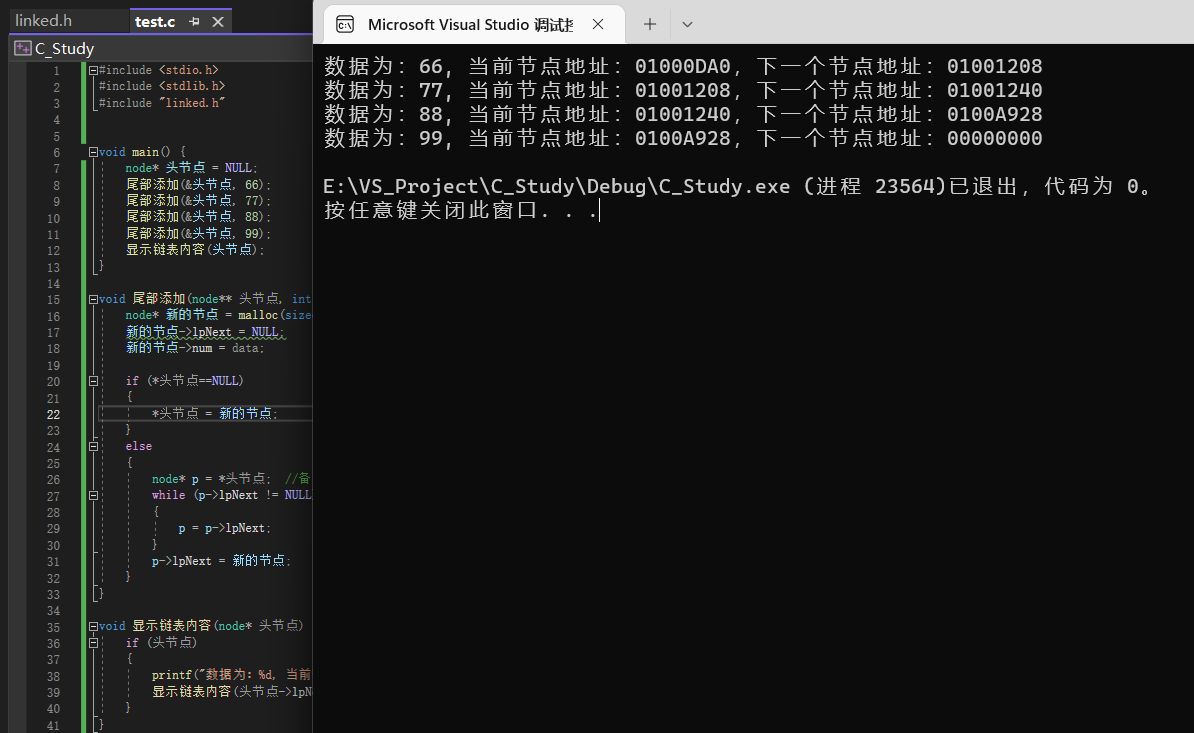 linked.h
test.c
C_Study
1 #include <stdio.h>
2 #include <stdlib.h>
3 #include "linked.h"
4
5
6 void main() {
7 node* 头节点 = NULL;
8 尾部添加(&头节点, 66);
9 尾部添加(&头节点, 77);
10 尾部添加(&头节点, 88);
11 尾部添加(&头节点, 99);
12 显示链表内容(头节点);
13 }
14
15 void 尾部添加(node** 头节点, int
16 node* 新的节点 = malloc(size
17 新的节点->lpNext = NULL;
18 新的节点->num = data;
19
20 if (*头节点==NULL)
21 {
22 *头节点 = 新的节点;
23 }
24 else
25 {
26 node* p = *头节点; //备
27 while (p->lpNext != NULL
28 {
29 p = p->lpNext;
30 }
31 p->lpNext = 新的节点;
32 }
33 }
34
35 void 显示链表内容(node* 头节点)
36 if (头节点)
37 {
38 printf("数据为: %d, 当前
39 显示链表内容(头节点->lpN
40 }
41 }
Microsoft Visual Studio 调试控
数据为: 66, 当前节点地址: 01000DA0, 下一个节点地址: 01001208
数据为: 77, 当前节点地址: 01001208, 下一个节点地址: 01001240
数据为: 88, 当前节点地址: 01001240, 下一个节点地址: 0100A928
数据为: 99, 当前节点地址: 0100A928, 下一个节点地址: 00000000
E:\VS_Project\C_Study\Debug\C_Study.exe (进程 23564)已退出，代码为 0。
按任意键关闭此窗口. . .